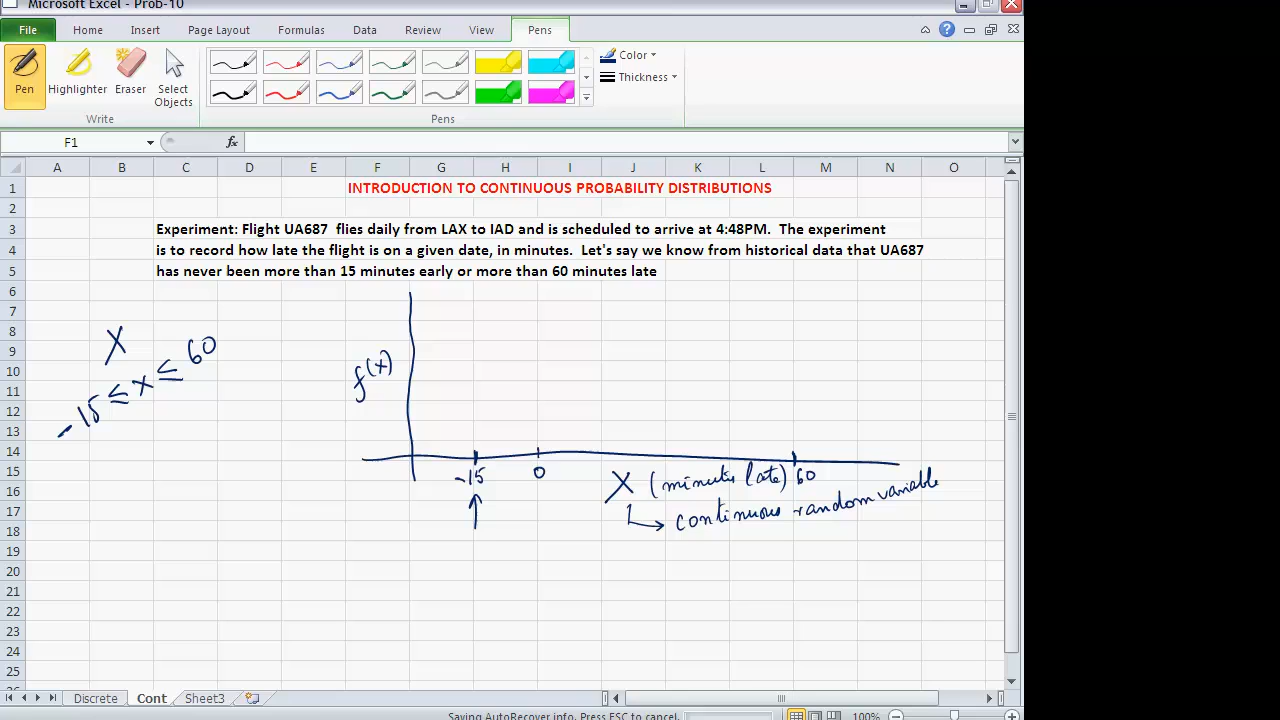 Microsoft Excel - Prob-10
File Home Insert Page Layout Formulas Data Review View Pens
Pen Highlighter Eraser Select Objects
Color
Thickness
Write Pens
F1 fx
A B C D E F G H I J K L M N O
1 INTRODUCTION TO CONTINUOUS PROBABILITY DISTRIBUTIONS
2
3 Experiment: Flight UA687 flies daily from LAX to IAD and is scheduled to arrive at 4:48PM. The experiment
4 is to record how late the flight is on a given date, in minutes. Let's say we know from historical data that UA687
5 has never been more than 15 minutes early or more than 60 minutes late
6
7
8 X
9
10 f(x)
11 -15 ≤ x ≤ 60
12
13
14
15 -15 0 X (minutes late) 60
16
17 continuous random variable
18
19
20
21
22
23
24
25
Discrete Cont Sheet3
Saving AutoRecover info. Press ESC to cancel. 100%